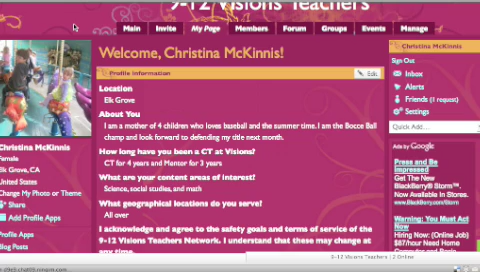 9-12 Visions Teachers
Main Invite My Page Members Forum Groups Events Manage
Welcome, Christina McKinnis!
Profile Information
Edit
Location
Elk Grove
About You
I am a mother of 4 children who loves baseball and the summer time. I am the Bocce Ball
champ and look forward to defending my title next month.
How long have you been a CT at Visions?
CT for 4 years and Mentor for 3 years
What are your content areas of interest?
Science, social studies, and math
What geographical locations do you serve?
All over
I acknowledge and agree to the safety goals and terms of service of the
9-12 Visions Teachers Network. I understand that these may change at
any time.
Christina McKinnis
Female
Elk Grove, CA
United States
Change My Photo or Theme
Share
Add Profile Apps
Profile Apps
Blog Posts
Christina McKinnis
Sign Out
Inbox
Alerts
Friends (1 request)
Settings
Quick Add...
Ads by Google
Press and Be
Impressed
Get The New
BlackBerry® Storm™.
Now Available In Stores.
www.BlackBerry.com/Storm
Warning: You Must Act
Now
Hiring Now: (Online Job)
$87/hour Need Home
9-12 Visions Teachers | 2 Online